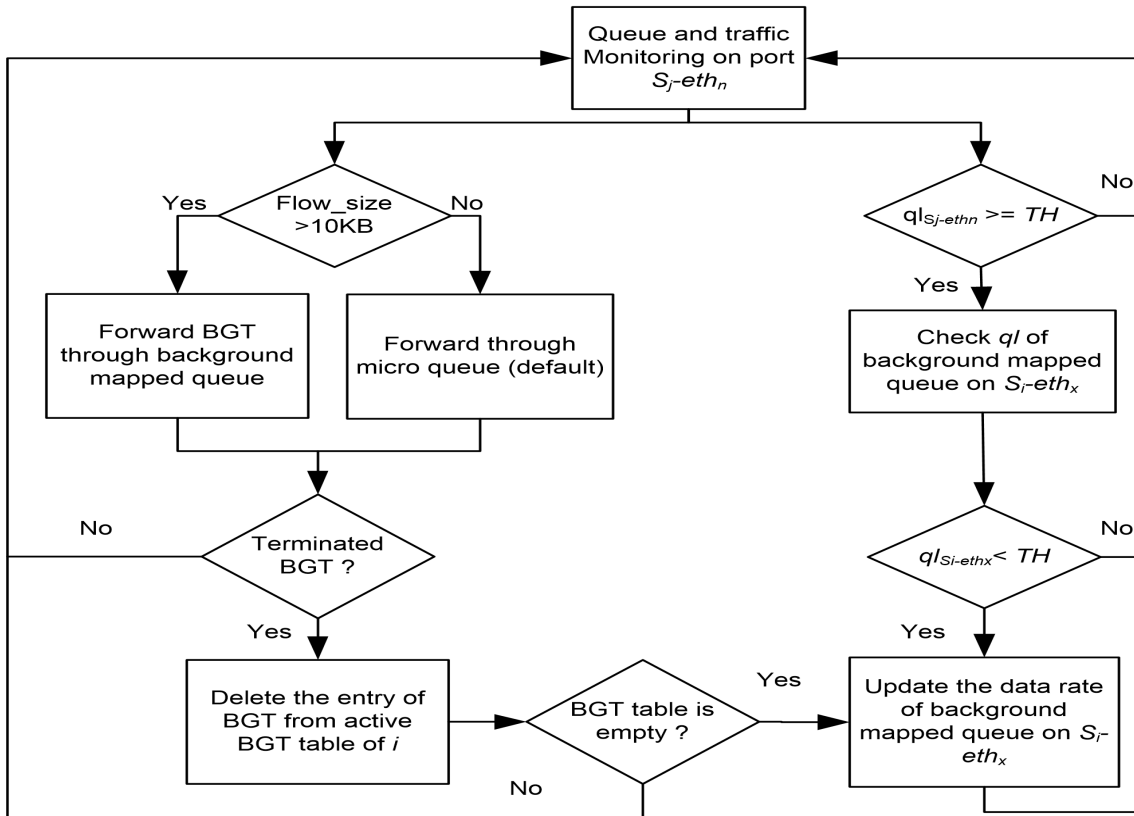 Queue and traffic
Monitoring on port
Sj-ethn
Yes
Flow_size
>10KB
No
qlSj-ethn >= TH
No
Yes
Forward BGT
through background
mapped queue
Forward through
micro queue (default)
Check ql of
background mapped
queue on Si-ethx
No
Terminated
BGT ?
Yes
qlSi-ethx< TH
No
Yes
Delete the entry of
BGT from active
BGT table of i
BGT table is
empty ?
Yes
No
Update the data rate
of background
mapped queue on Si-
ethx